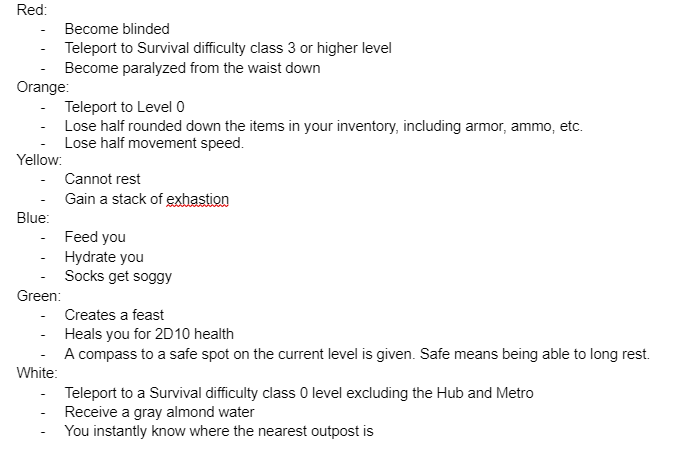 Red:
- Become blinded
- Teleport to Survival difficulty class 3 or higher level
- Become paralyzed from the waist down
Orange:
- Teleport to Level 0
- Lose half rounded down the items in your inventory, including armor, ammo, etc.
- Lose half movement speed.
Yellow:
- Cannot rest
- Gain a stack of exhastion
Blue:
- Feed you
- Hydrate you
- Socks get soggy
Green:
- Creates a feast
- Heals you for 2D10 health
- A compass to a safe spot on the current level is given. Safe means being able to long rest.
White:
- Teleport to a Survival difficulty class 0 level excluding the Hub and Metro
- Receive a gray almond water
- You instantly know where the nearest outpost is